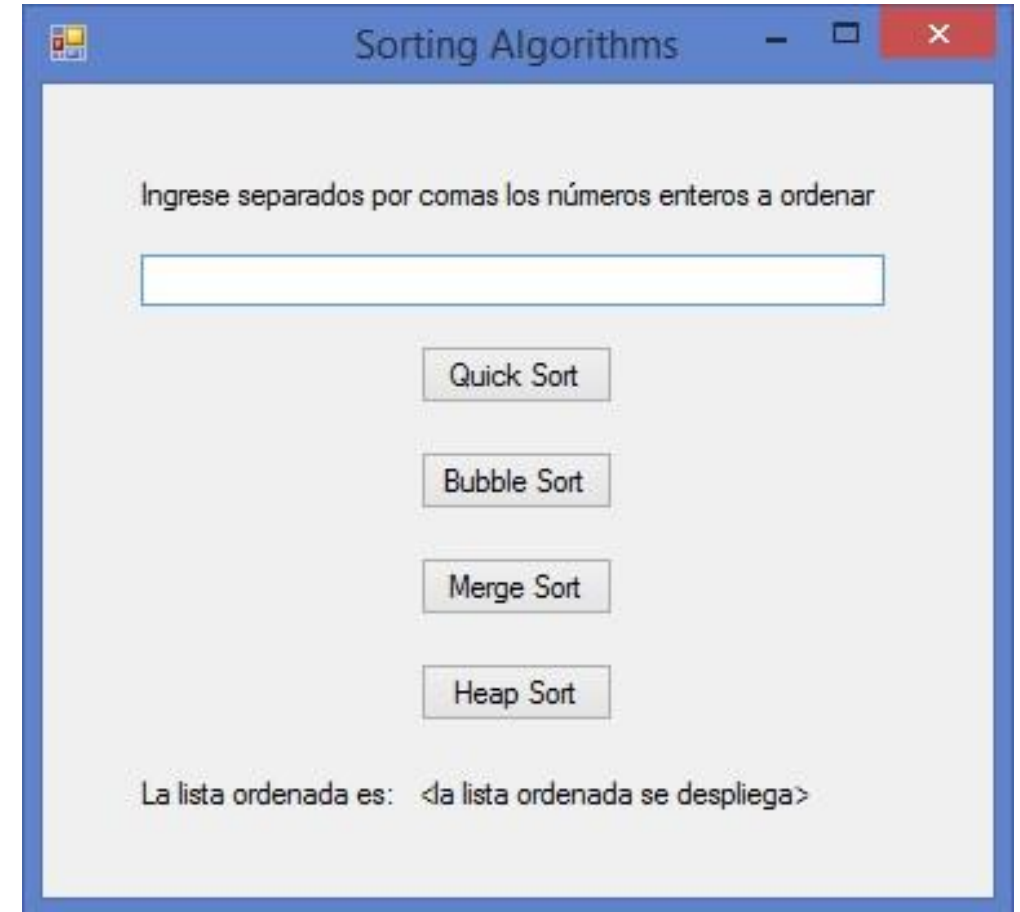 Sorting Algorithms
Ingrese separados por comas los números enteros a ordenar
Quick Sort
Bubble Sort
Merge Sort
Heap Sort
La lista ordenada es: <la lista ordenada se despliega>